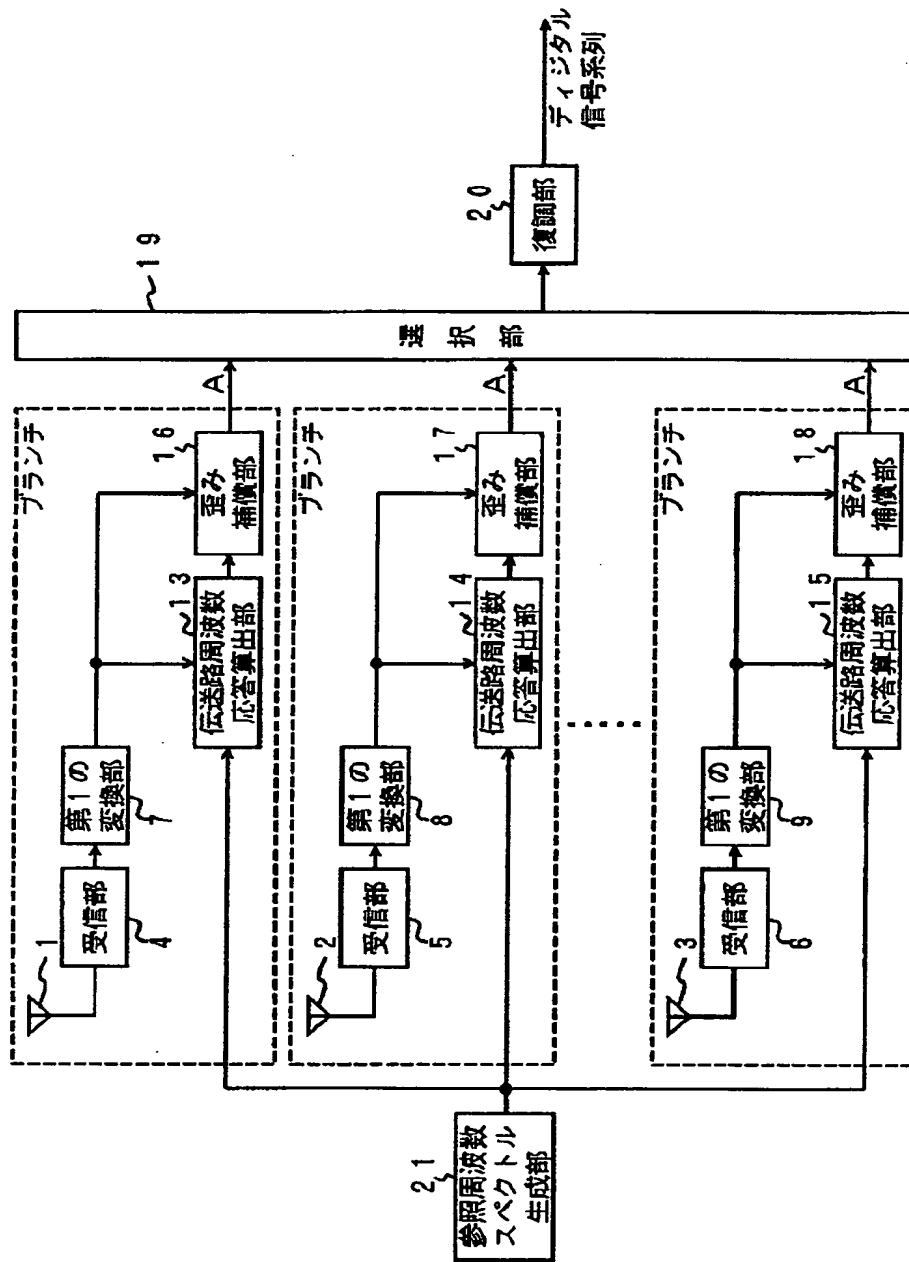 ブランチ
1
受信部
4
第1の
変換部
7
伝送路周波数
応答算出部
13
歪み
補償部
16
A
ブランチ
2
受信部
5
第1の
変換部
8
伝送路周波数
応答算出部
14
歪み
補償部
17
A
ブランチ
3
受信部
6
第1の
変換部
9
伝送路周波数
応答算出部
15
歪み
補償部
18
A
21
参照周波数
スペクトル
生成部
選択部
19
20
復調部
ディジタル
信号系列